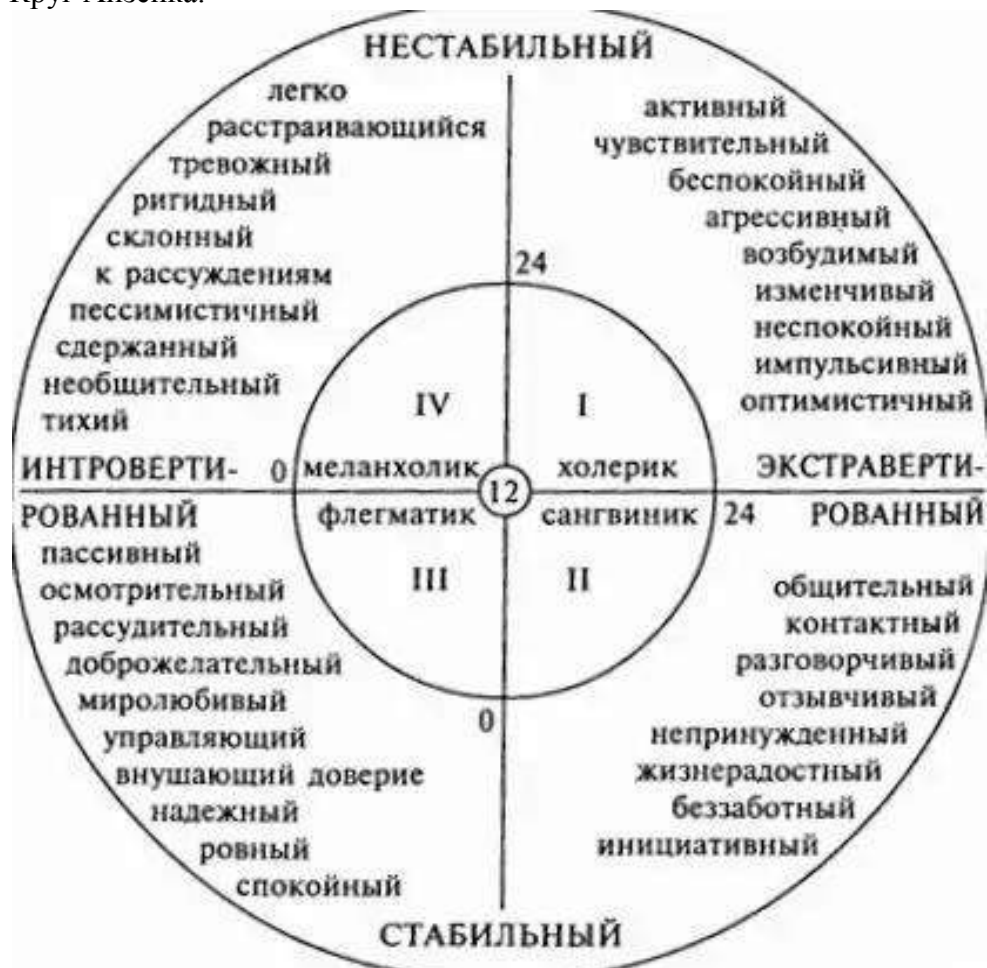 Круг Айзенка.
НЕСТАБИЛЬНЫЙ
легко
расстраивающийся
тревожный
ригидный
склонный
к рассуждениям
пессимистичный
сдержанный
необщительный
тихий
активный
чувствительный
беспокойный
агрессивный
возбудимый
изменчивый
неспокойный
импульсивный
оптимистичный
24
IV
I
ИНТРОВЕРТИ-
0
меланхолик
холерик
ЭКСТРАВЕРТИ-
12
РОВАННЫЙ
флегматик
сангвиник
24
РОВАННЫЙ
III
II
пассивный
осмотрительный
рассудительный
доброжелательный
миролюбивый
управляющий
внушающий доверие
надежный
ровный
спокойный
общительный
контактный
разговорчивый
отзывчивый
непринужденный
жизнерадостный
беззаботный
инициативный
0
СТАБИЛЬНЫЙ